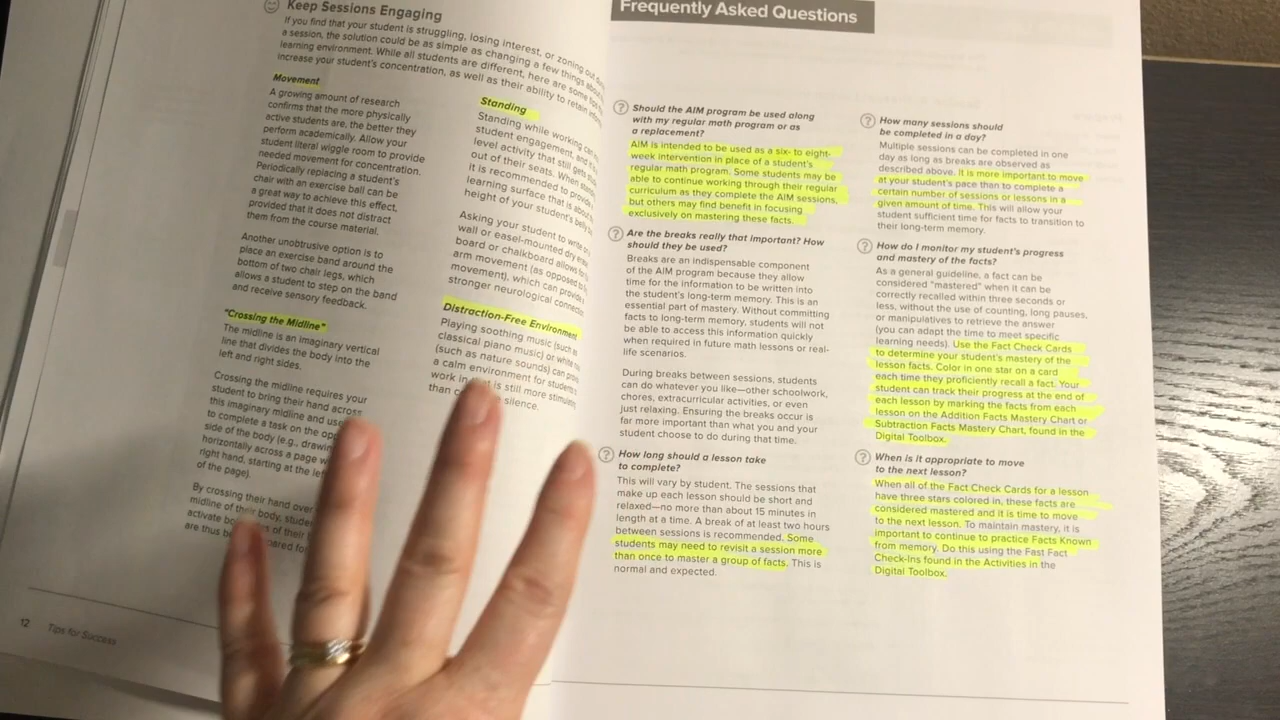 Keep Sessions Engaging
If you find that your student is struggling, losing interest, or zoning out
a session, the solution could be as simple as changing a few things about
learning environment. While all students are different, here are some tips
increase your student's concentration, as well as their ability to retain
Movement
A growing amount of research
confirms that the more physically
active students are, the better they
perform academically. Allow your
student literal wiggle room to provide
needed movement for concentration.
Periodically replacing a student's
chair with an exercise ball can be
a great way to achieve this effect,
provided that it does not distract
them from the course material.
Another unobtrusive option is to
place an exercise band around the
bottom of two chair legs, which
allows a student to step on the band
and receive sensory feedback.
"Crossing the Midline"
The midline is an imaginary vertical
line that divides the body into the
left and right sides.
Crossing the midline requires your
student to bring their hand across
this imaginary midline and use
to complete a task on the
side of the body (e.g., drawing
horizontally across a page
right hand, starting at the left
of the page).
By crossing their hand over
midline of their body,
activate of their
are thus
Standing
Standing while working can
student engagement, and
level activity that still gets
out of their seats. When
it is recommended to provide
learning surface that is about
height of your student's belly
Asking your student to write on
wall or easel-mounted dry
board or chalkboard allows for
arm movement (as opposed to
movement), which can provide
stronger neurological
Distraction-Free Environment
Playing soothing music (such as
classical piano music) or white
(such as nature sounds) can
a calm environment for students
work in is still more
than silence.
12 Tips for Success
Frequently Asked Questions
Should the AIM program be used along
with my regular math program or as
a replacement?
AIM is intended to be used as a six- to eight-
week intervention in place of a student's
regular math program. Some students may be
able to continue working through their regular
curriculum as they complete the AIM sessions,
but others may find benefit in focusing
exclusively on mastering these facts.
Are the breaks really that important? How
should they be used?
Breaks are an indispensable component
of the AIM program because they allow
time for the information to be written into
the student's long-term memory. This is an
essential part of mastery. Without committing
facts to long-term memory, students will not
be able to access this information quickly
when required in future math lessons or real-
life scenarios.
During breaks between sessions, students
can do whatever you like—other schoolwork,
chores, extracurricular activities, or even
just relaxing. Ensuring the breaks occur is
far more important than what you and your
student choose to do during that time.
How long should a lesson take
to complete?
This will vary by student. The sessions that
make up each lesson should be short and
relaxed—no more than about 15 minutes in
length at a time. A break of at least two hours
between sessions is recommended. Some
students may need to revisit a session more
than once to master a group of facts. This is
normal and expected.
How many sessions should
be completed in a day?
Multiple sessions can be completed in one
day as long as breaks are observed as
described above. It is more important to move
at your student's pace than to complete a
certain number of sessions or lessons in a
given amount of time. This will allow your
student sufficient time for facts to transition to
their long-term memory.
How do I monitor my student's progress
and mastery of the facts?
As a general guideline, a fact can be
considered "mastered" when it can be
correctly recalled within three seconds or
less, without the use of counting, long pauses,
or manipulatives to retrieve the answer
(you can adapt the time to meet specific
learning needs). Use the Fact Check Cards
to determine your student's mastery of the
lesson facts. Color in one star on a card
each time they proficiently recall a fact. Your
student can track their progress at the end of
each lesson by marking the facts from each
lesson on the Addition Facts Mastery Chart or
Subtraction Facts Mastery Chart, found in the
Digital Toolbox.
When is it appropriate to move
to the next lesson?
When all of the Fact Check Cards for a lesson
have three stars colored in, these facts are
considered mastered and it is time to move
to the next lesson. To maintain mastery, it is
important to continue to practice Facts Known
from memory. Do this using the Fast Fact
Check-Ins found in the Activities in the
Digital Toolbox.